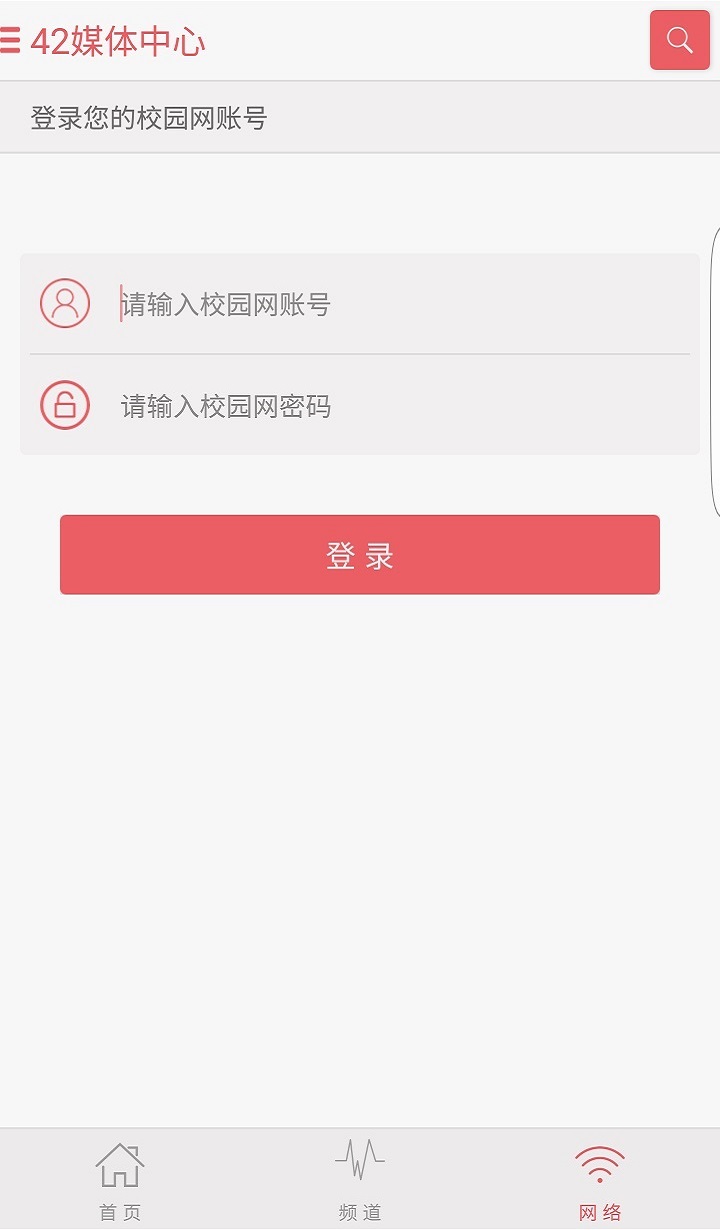 42媒体中心
登录您的校园网账号
请输入校园网账号
请输入校园网密码
登 录
首 页
频 道
网 络